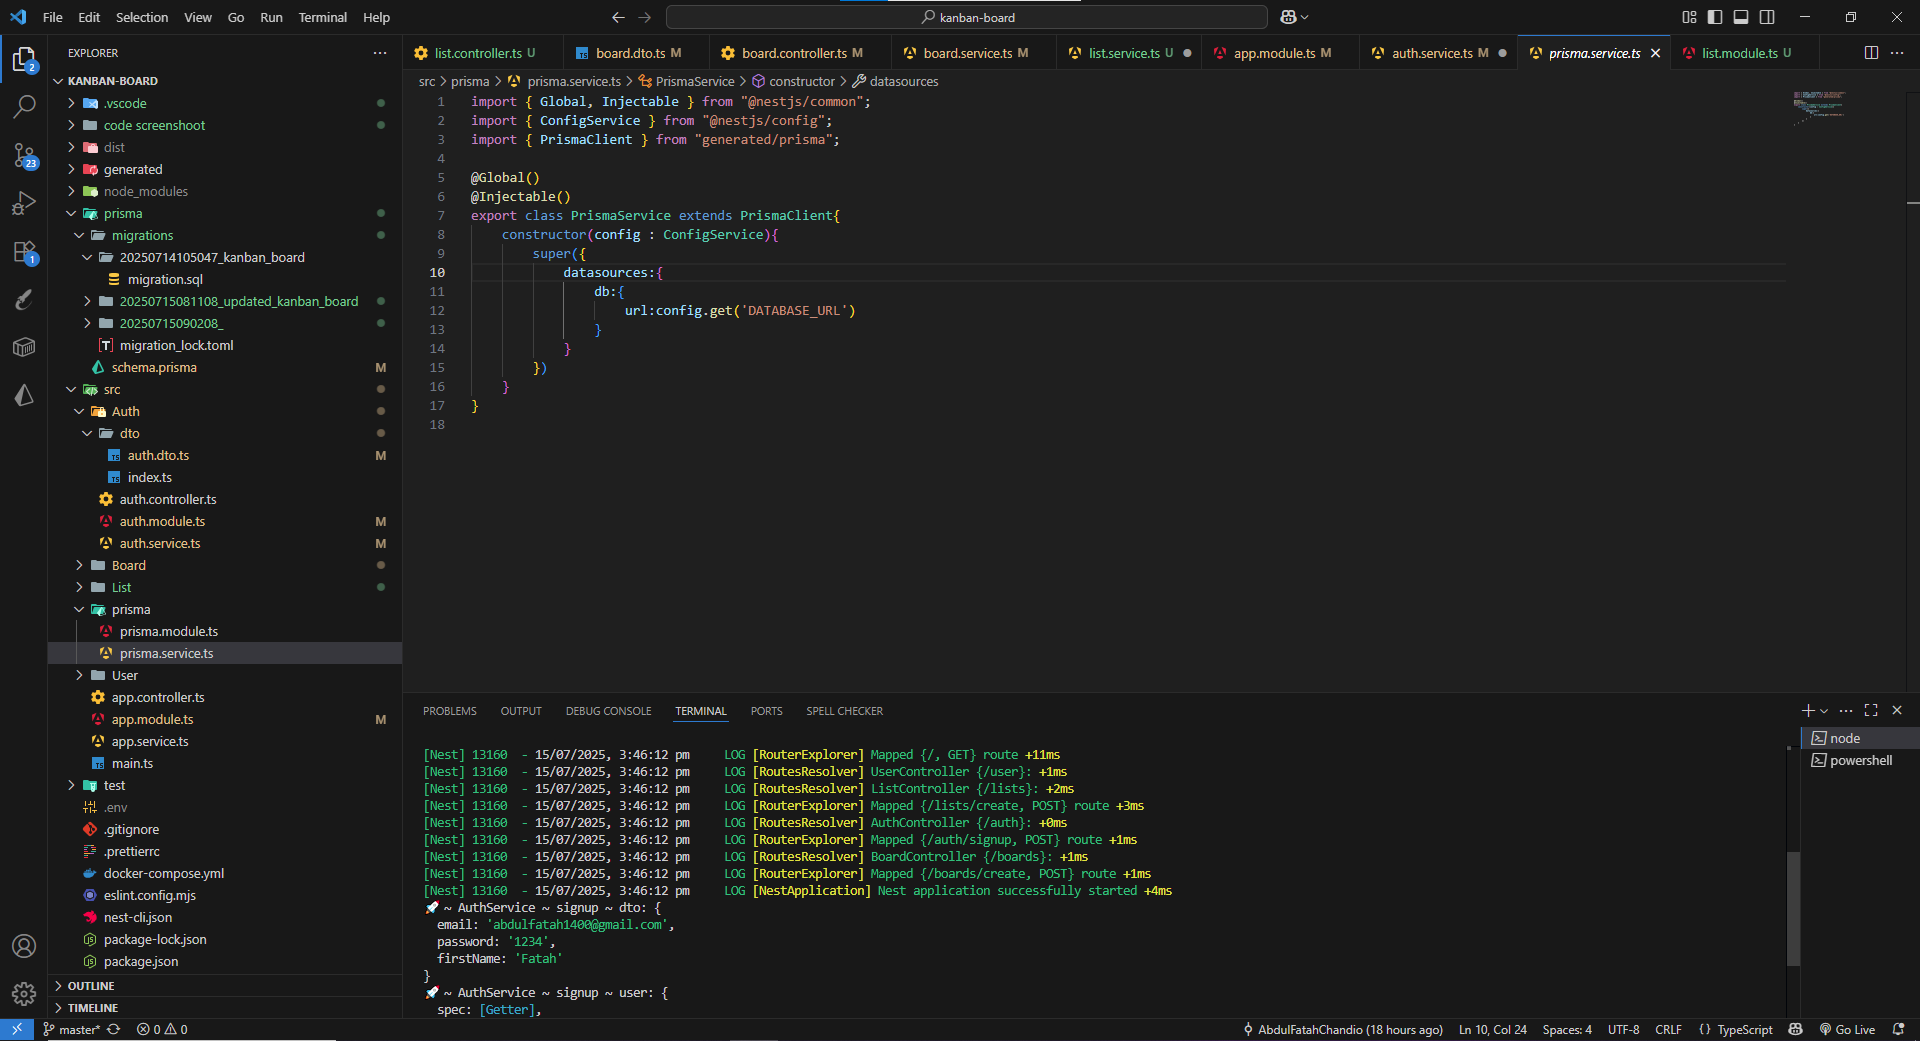 File Edit Selection View Go Run Terminal Help
kanban-board
EXPLORER
KANBAN-BOARD
.vscode
code screenshoot
dist
generated
node_modules
prisma
migrations
20250714105047_kanban_board
migration.sql
20250715081108_updated_kanban_board
20250715090208_
migration_lock.toml
schema.prisma M
src
Auth
dto
auth.dto.ts M
index.ts
auth.controller.ts
auth.module.ts M
auth.service.ts M
Board
List
prisma
prisma.module.ts
prisma.service.ts
User
app.controller.ts
app.module.ts M
app.service.ts
main.ts
test
.env
.gitignore
.prettierrc
docker-compose.yml
eslint.config.mjs
nest-cli.json
package-lock.json
package.json
OUTLINE
TIMELINE
2
23
1
list.controller.ts U board.dto.ts M board.controller.ts M board.service.ts M list.service.ts U app.module.ts M auth.service.ts M prisma.service.ts list.module.ts U
src > prisma > prisma.service.ts > PrismaService > constructor > datasources
1 import { Global, Injectable } from "@nestjs/common";
2 import { ConfigService } from "@nestjs/config";
3 import { PrismaClient } from "generated/prisma";
4
5 @Global()
6 @Injectable()
7 export class PrismaService extends PrismaClient{
8 constructor(config : ConfigService){
9 super({
10 datasources:{
11 db:{
12 url:config.get('DATABASE_URL')
13 }
14 }
15 })
16 }
17 }
18
PROBLEMS OUTPUT DEBUG CONSOLE TERMINAL PORTS SPELL CHECKER
[Nest] 13160 - 15/07/2025, 3:46:12 pm LOG [RouterExplorer] Mapped {/, GET} route +11ms
[Nest] 13160 - 15/07/2025, 3:46:12 pm LOG [RoutesResolver] UserController {/user}: +1ms
[Nest] 13160 - 15/07/2025, 3:46:12 pm LOG [RoutesResolver] ListController {/lists}: +2ms
[Nest] 13160 - 15/07/2025, 3:46:12 pm LOG [RouterExplorer] Mapped {/lists/create, POST} route +3ms
[Nest] 13160 - 15/07/2025, 3:46:12 pm LOG [RoutesResolver] AuthController {/auth}: +0ms
[Nest] 13160 - 15/07/2025, 3:46:12 pm LOG [RouterExplorer] Mapped {/auth/signup, POST} route +1ms
[Nest] 13160 - 15/07/2025, 3:46:12 pm LOG [RoutesResolver] BoardController {/boards}: +1ms
[Nest] 13160 - 15/07/2025, 3:46:12 pm LOG [RouterExplorer] Mapped {/boards/create, POST} route +1ms
[Nest] 13160 - 15/07/2025, 3:46:12 pm LOG [NestApplication] Nest application successfully started +4ms
🚀 ~ AuthService ~ signup ~ dto: {
email: 'abdulfatah1400@gmail.com',
password: '1234',
firstName: 'Fatah'
}
🚀 ~ AuthService ~ signup ~ user: {
spec: [Getter],
node
powershell
master* 0 0 AbdulFatahChandio (18 hours ago) Ln 10, Col 24 Spaces: 4 UTF-8 CRLF {} TypeScript Go Live